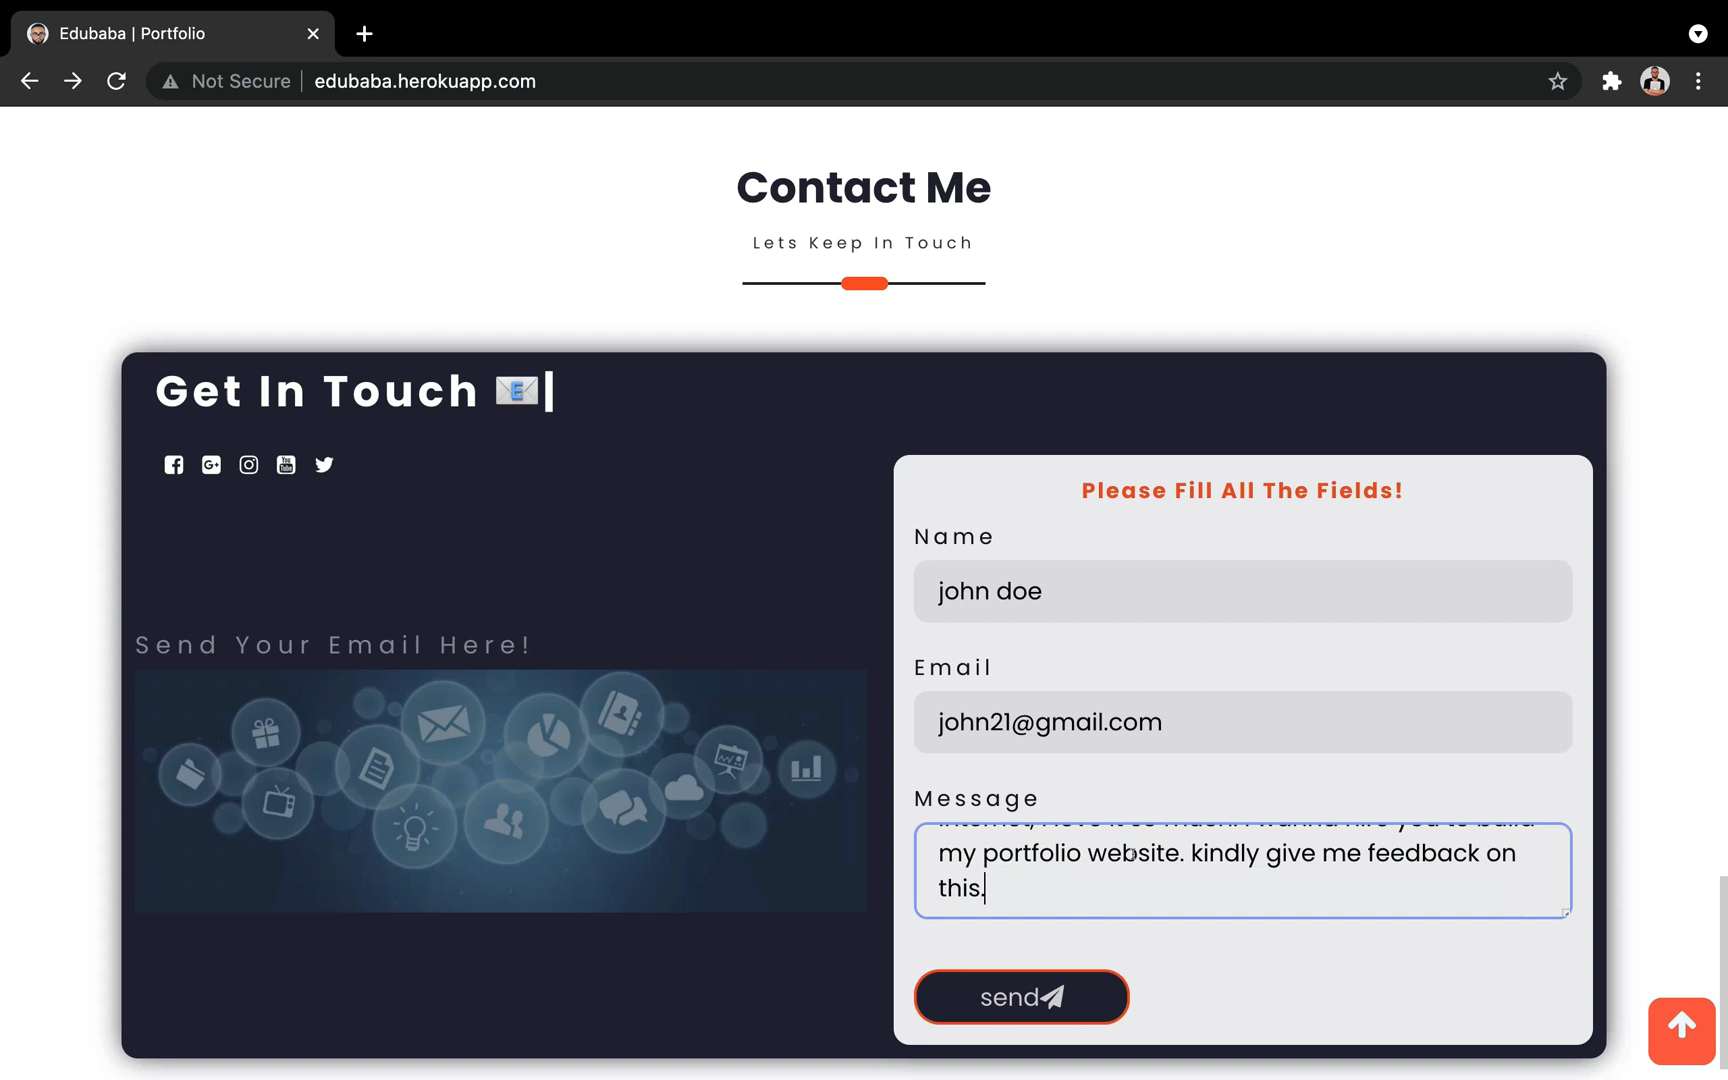 Edubaba | Portfolio
Not Secure
edubaba.herokuapp.com
Contact Me
Lets Keep In Touch
Get In Touch 📧|
Please Fill All The Fields!
Name
john doe
Send Your Email Here!
Email
john21@gmail.com
Message
my portfolio website. kindly give me feedback on
this.
send